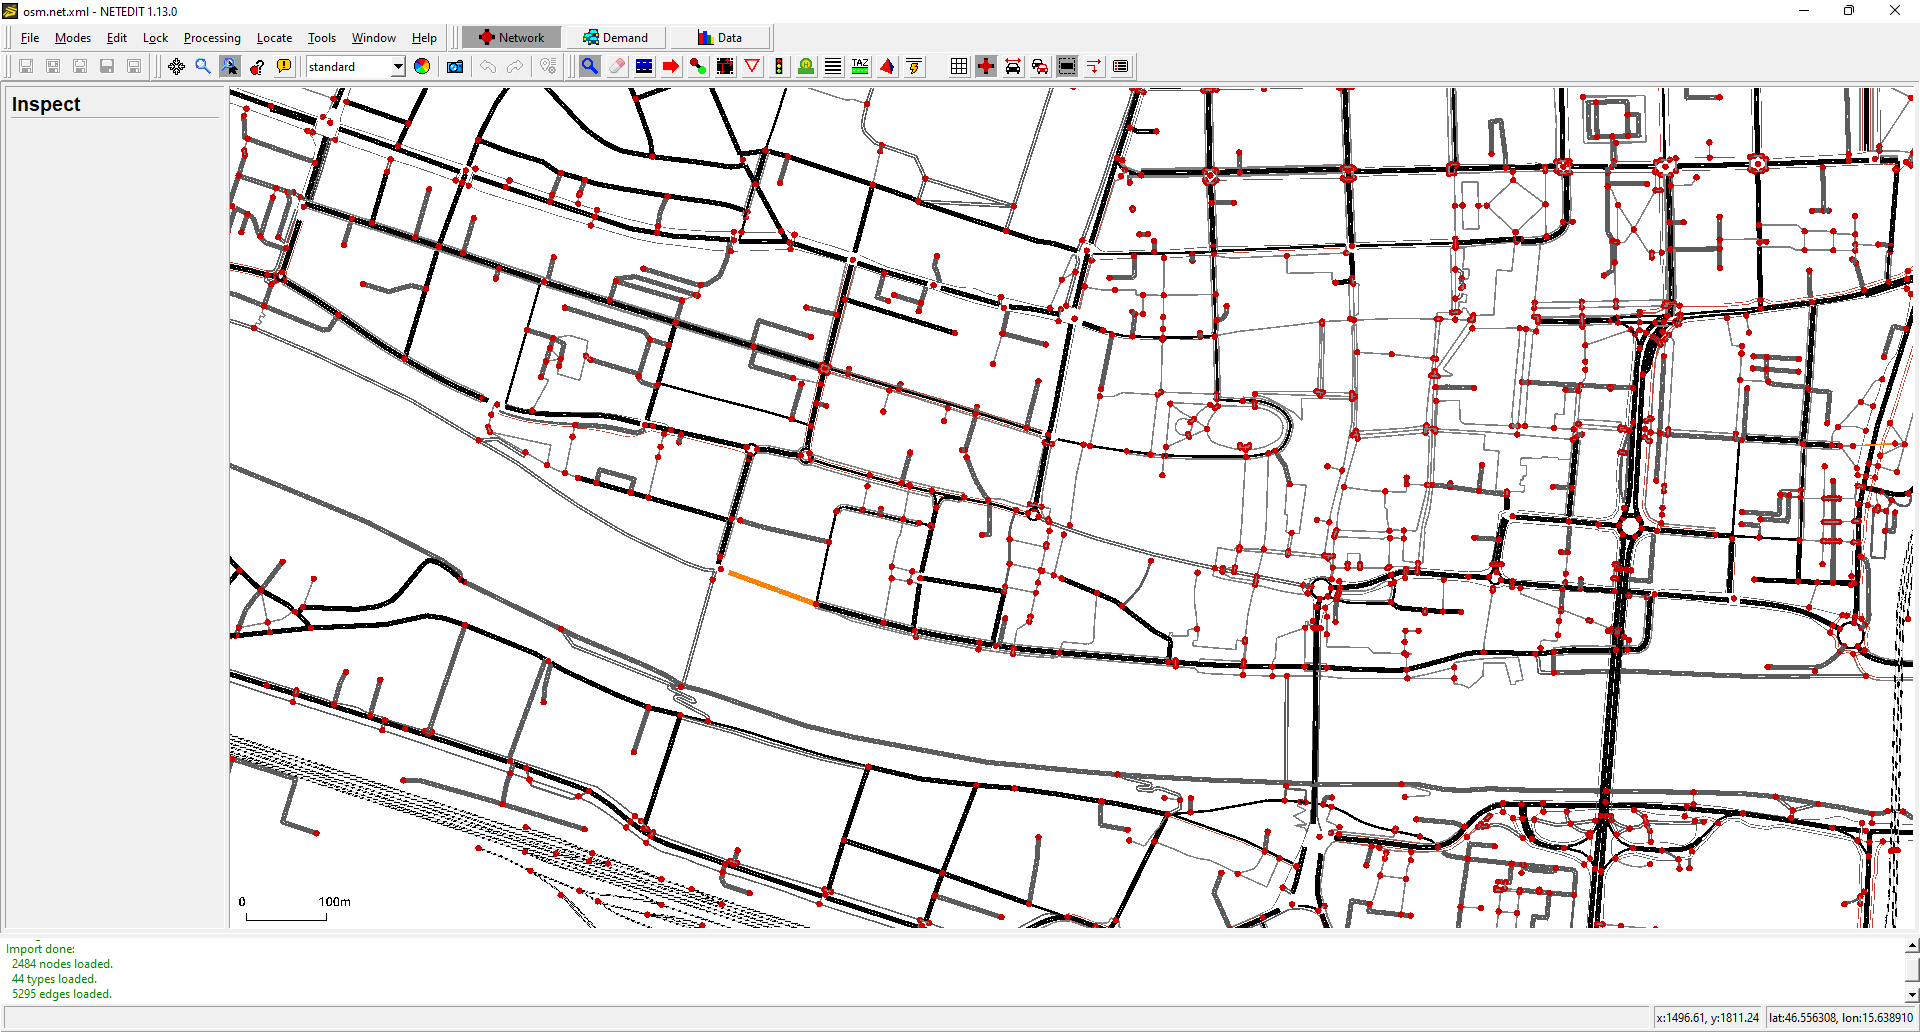 osm.net.xml - NETEDIT 1.13.0
File Modes Edit Lock Processing Locate Tools Window Help Network Demand Data
standard TAZ
Inspect
0 100m
Import done:
2484 nodes loaded.
44 types loaded.
5295 edges loaded.
x:1496.61, y:1811.24 lat:46.556308, lon:15.638910